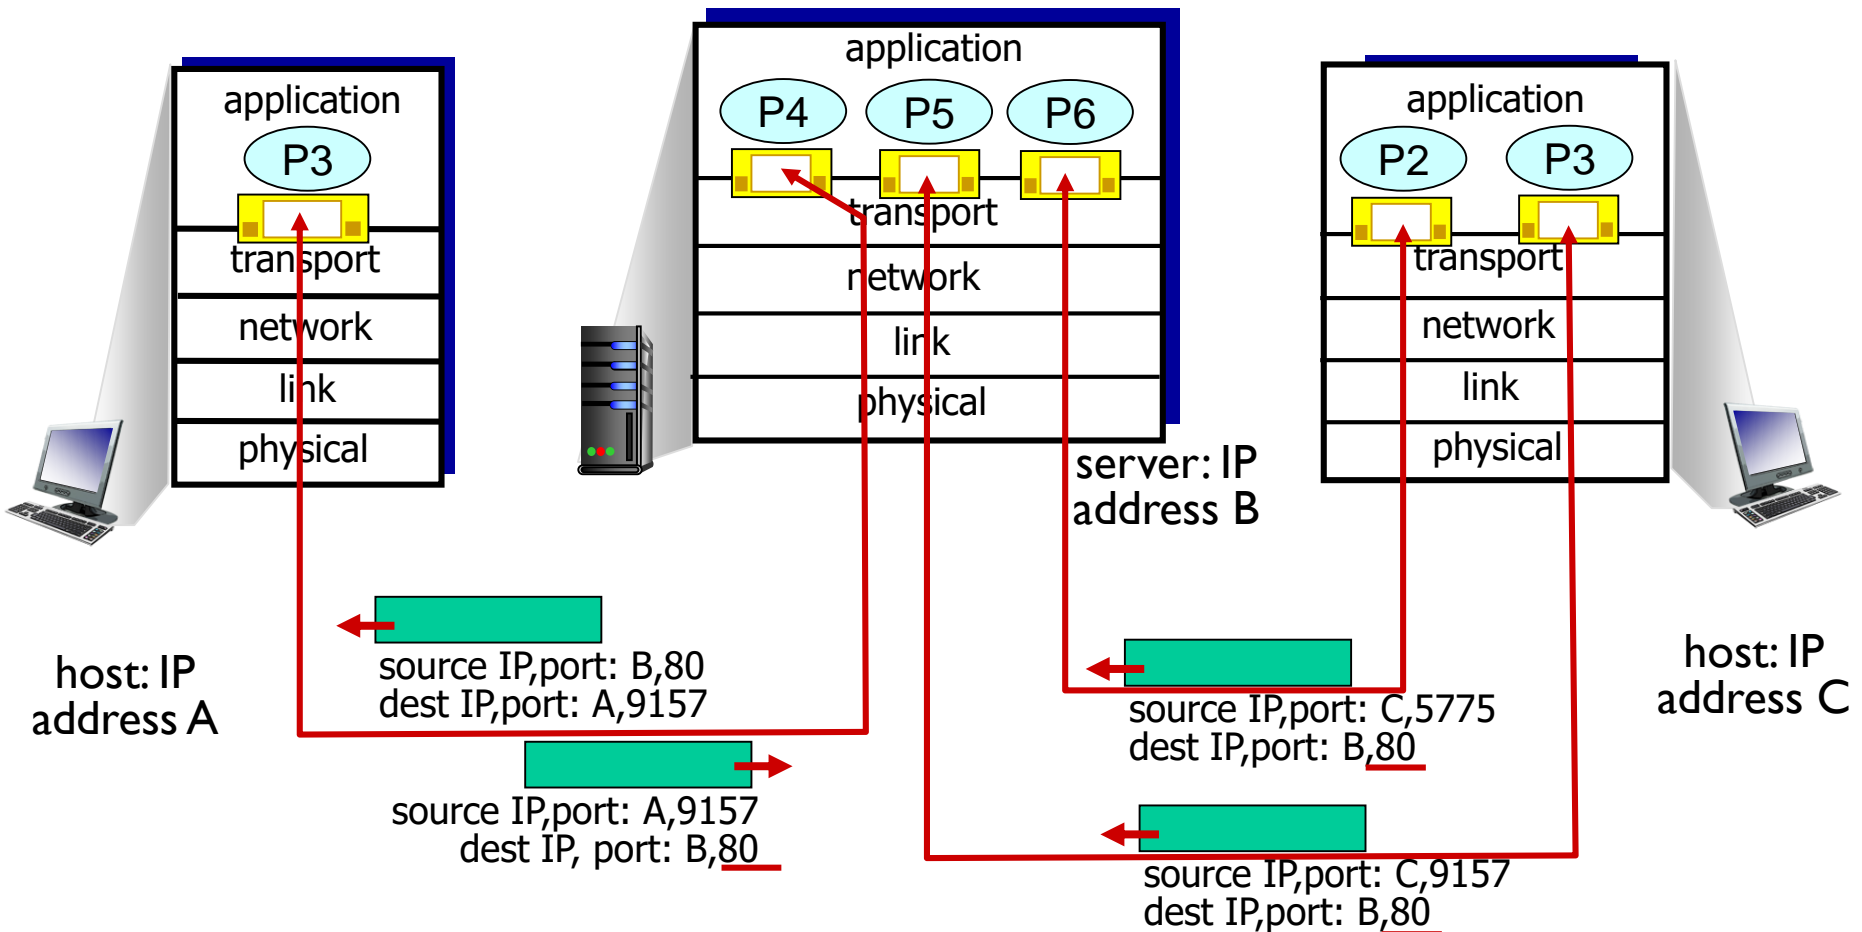 application
P3
transport
network
link
physical
host: IP
address A
application
P4 P5 P6
transport
network
link
physical
server: IP
address B
application
P2 P3
transport
network
link
physical
host: IP
address C
source IP,port: B,80
dest IP,port: A,9157
source IP,port: A,9157
dest IP, port: B,80
source IP,port: C,5775
dest IP,port: B,80
source IP,port: C,9157
dest IP,port: B,80